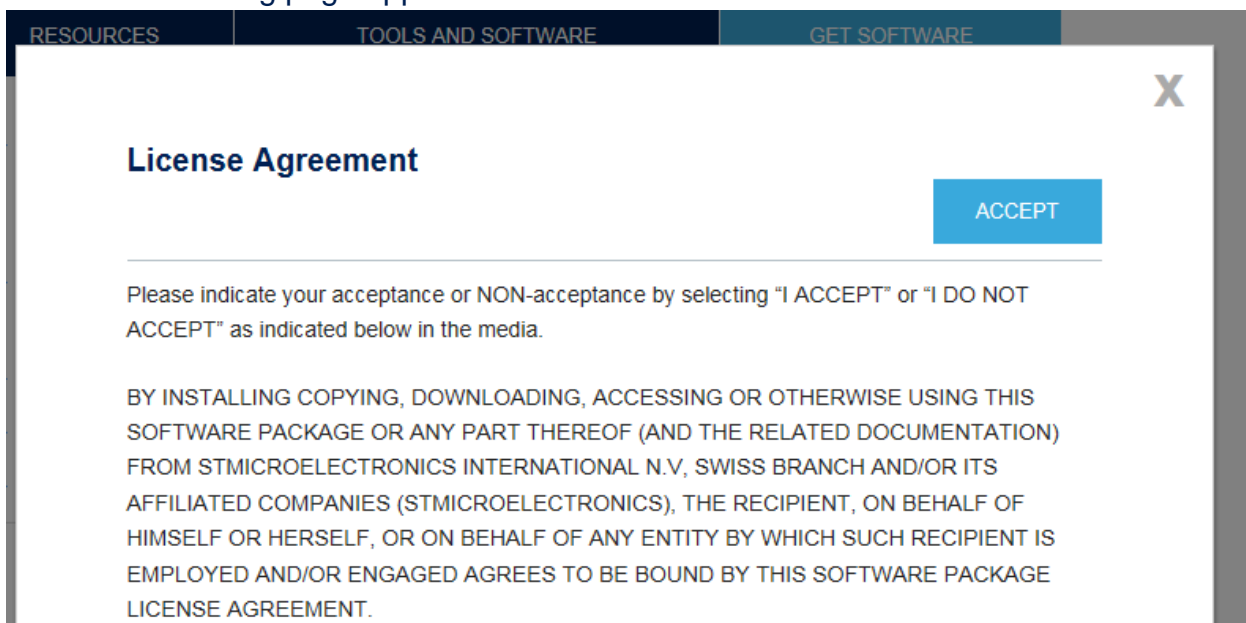 RESOURCES TOOLS AND SOFTWARE GET SOFTWARE
X
License Agreement
ACCEPT
Please indicate your acceptance or NON-acceptance by selecting “I ACCEPT” or “I DO NOT
ACCEPT” as indicated below in the media.
BY INSTALLING COPYING, DOWNLOADING, ACCESSING OR OTHERWISE USING THIS
SOFTWARE PACKAGE OR ANY PART THEREOF (AND THE RELATED DOCUMENTATION)
FROM STMICROELECTRONICS INTERNATIONAL N.V, SWISS BRANCH AND/OR ITS
AFFILIATED COMPANIES (STMICROELECTRONICS), THE RECIPIENT, ON BEHALF OF
HIMSELF OR HERSELF, OR ON BEHALF OF ANY ENTITY BY WHICH SUCH RECIPIENT IS
EMPLOYED AND/OR ENGAGED AGREES TO BE BOUND BY THIS SOFTWARE PACKAGE
LICENSE AGREEMENT.